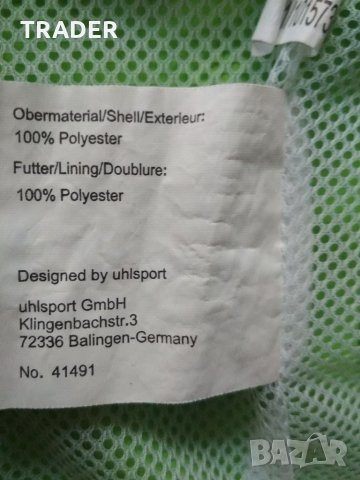 TRADER
Obermaterial/Shell/Exterieur:
100% Polyester
Futter/Lining/Doublure:
100% Polyester
Designed by uhlsport
uhlsport GmbH
Klingenbachstr.3
72336 Balingen-Germany
No. 41491
BAZAR